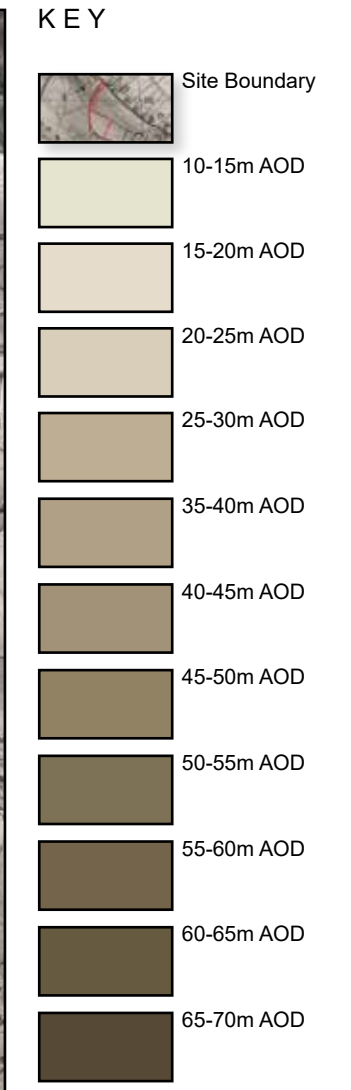 KEY
Site Boundary
10-15m AOD
15-20m AOD
20-25m AOD
25-30m AOD
35-40m AOD
40-45m AOD
45-50m AOD
50-55m AOD
55-60m AOD
60-65m AOD
65-70m AOD